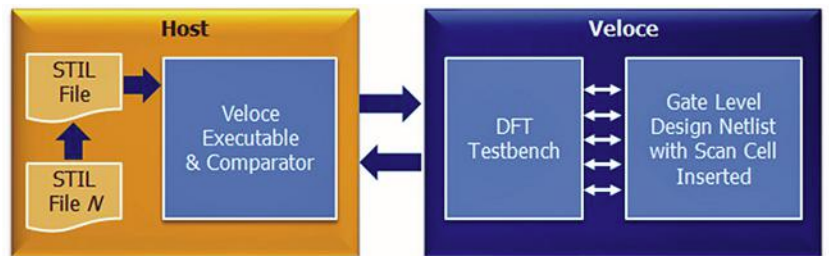 Host
STIL
File
STIL
File N
Veloce
Executable
& Comparator
Veloce
DFT
Testbench
Gate Level
Design Netlist
with Scan Cell
Inserted